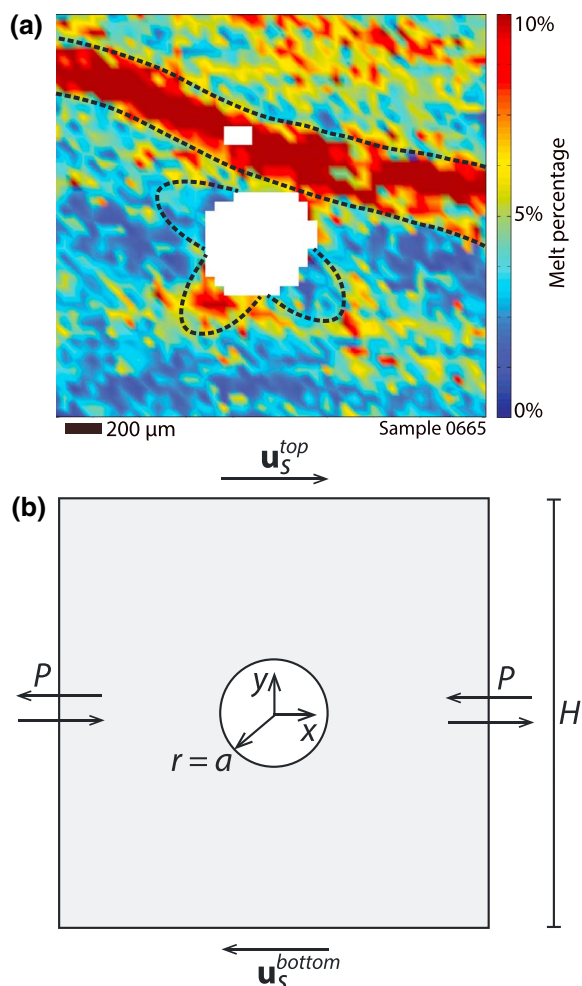 (a)
10%
5%
0%
Melt percentage
200 μm
Sample 0665
u_S^top
(b)
P
P
y
x
r = a
H
u_S^bottom